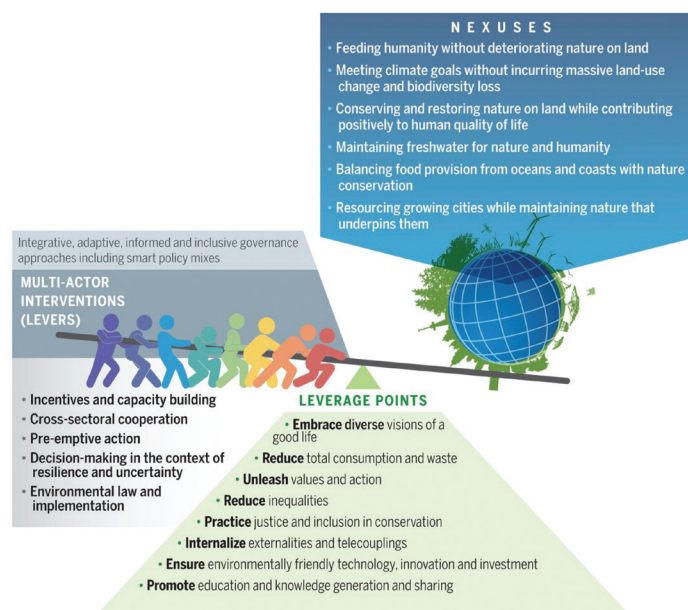 NEXUSES
• Feeding humanity without deteriorating nature on land
• Meeting climate goals without incurring massive land-use
change and biodiversity loss
• Conserving and restoring nature on land while contributing
positively to human quality of life
• Maintaining freshwater for nature and humanity
• Balancing food provision from oceans and coasts with nature
conservation
• Resourcing growing cities while maintaining nature that
underpins them
Integrative, adaptive, informed and inclusive governance
approaches including smart policy mixes
MULTI-ACTOR
INTERVENTIONS
(LEVERS)
• Incentives and capacity building
• Cross-sectoral cooperation
• Pre-emptive action
• Decision-making in the context of
resilience and uncertainty
• Environmental law and
implementation
LEVERAGE POINTS
• Embrace diverse visions of a
good life
• Reduce total consumption and waste
• Unleash values and action
• Reduce inequalities
• Practice justice and inclusion in conservation
• Internalize externalities and telecouplings
• Ensure environmentally friendly technology, innovation and investment
• Promote education and knowledge generation and sharing